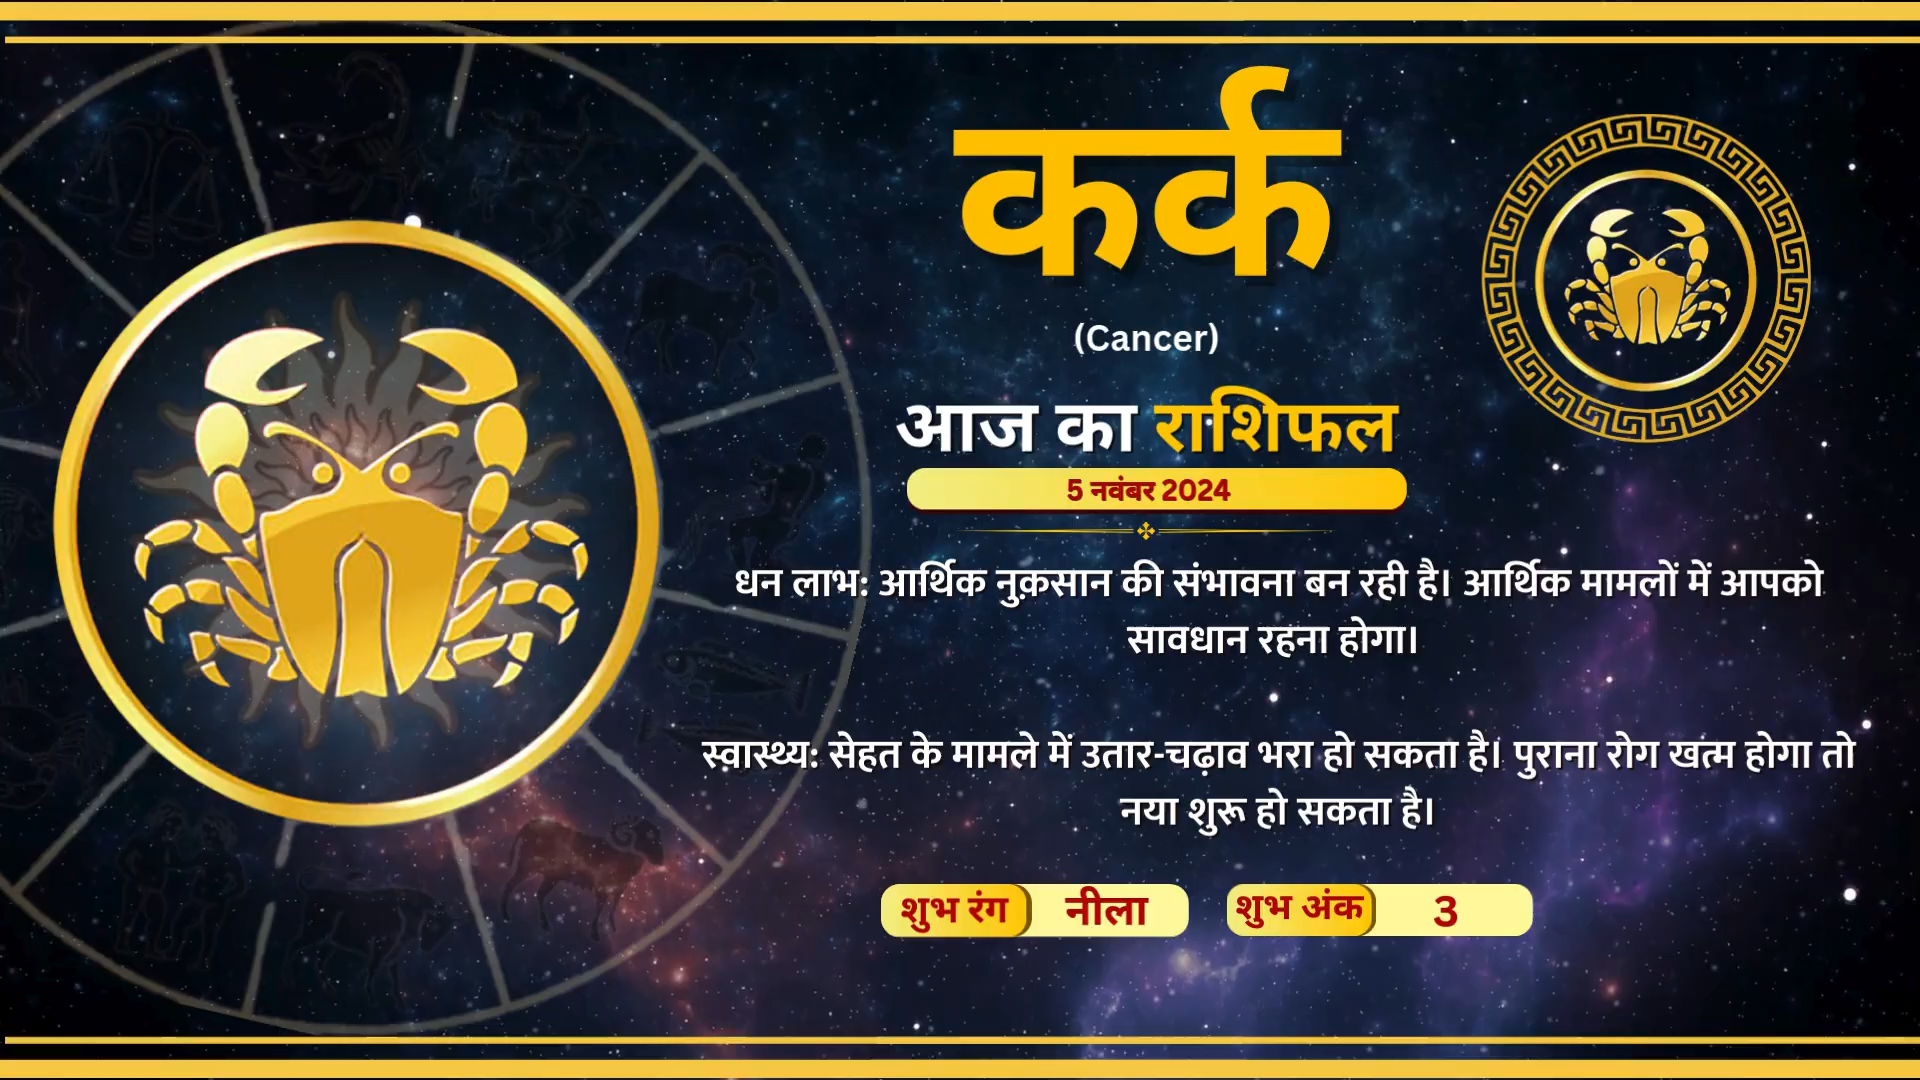 कर्क
(Cancer)
आज का राशिफल
5 नवंबर 2024
धन लाभ: आर्थिक नुक़सान की संभावना बन रही है। आर्थिक मामलों में आपको
सावधान रहना होगा।
स्वास्थ्य: सेहत के मामले में उतार-चढ़ाव भरा हो सकता है। पुराना रोग खत्म होगा तो
नया शुरू हो सकता है।
शुभ रंग नीला शुभ अंक 3